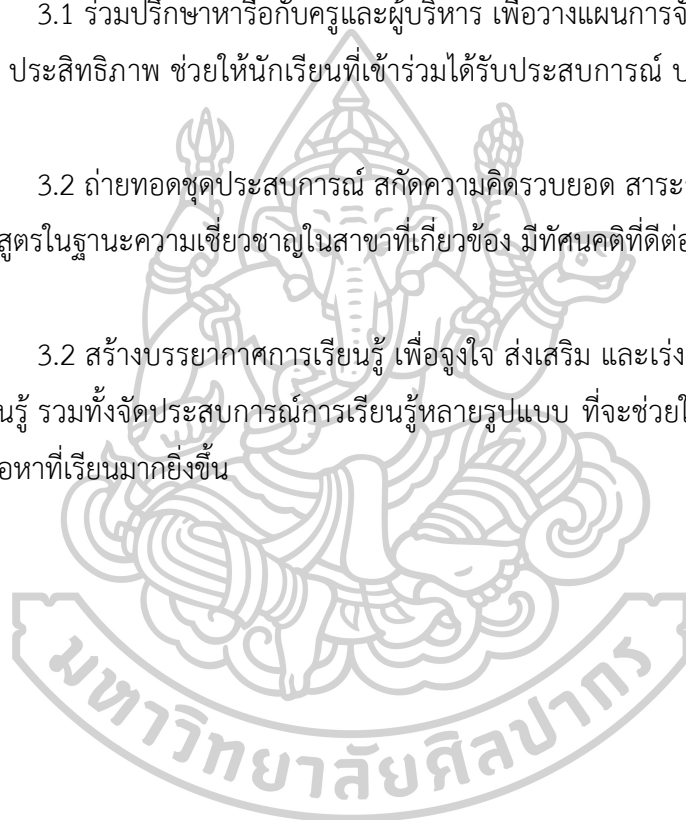 3.1 ร่วมปรึกษาหารือกับครูและผู้บริหาร เพื่อวางแผนการจั
ประสิทธิภาพ ช่วยให้นักเรียนที่เข้าร่วมได้รับประสบการณ์ ป
3.2 ถ่ายทอดชุดประสบการณ์ สกัดความคิดรวบยอด สาระ
สูตรในฐานะความเชี่ยวชาญในสาขาที่เกี่ยวข้อง มีทัศนคติที่ดีต่อ
3.2 สร้างบรรยากาศการเรียนรู้ เพื่อจูงใจ ส่งเสริม และเร่ง
นรู้ รวมทั้งจัดประสบการณ์การเรียนรู้หลายรูปแบบ ที่จะช่วยใ
อหาที่เรียนมากยิ่งขึ้น
มหาวิทยาลัยศิลปากร